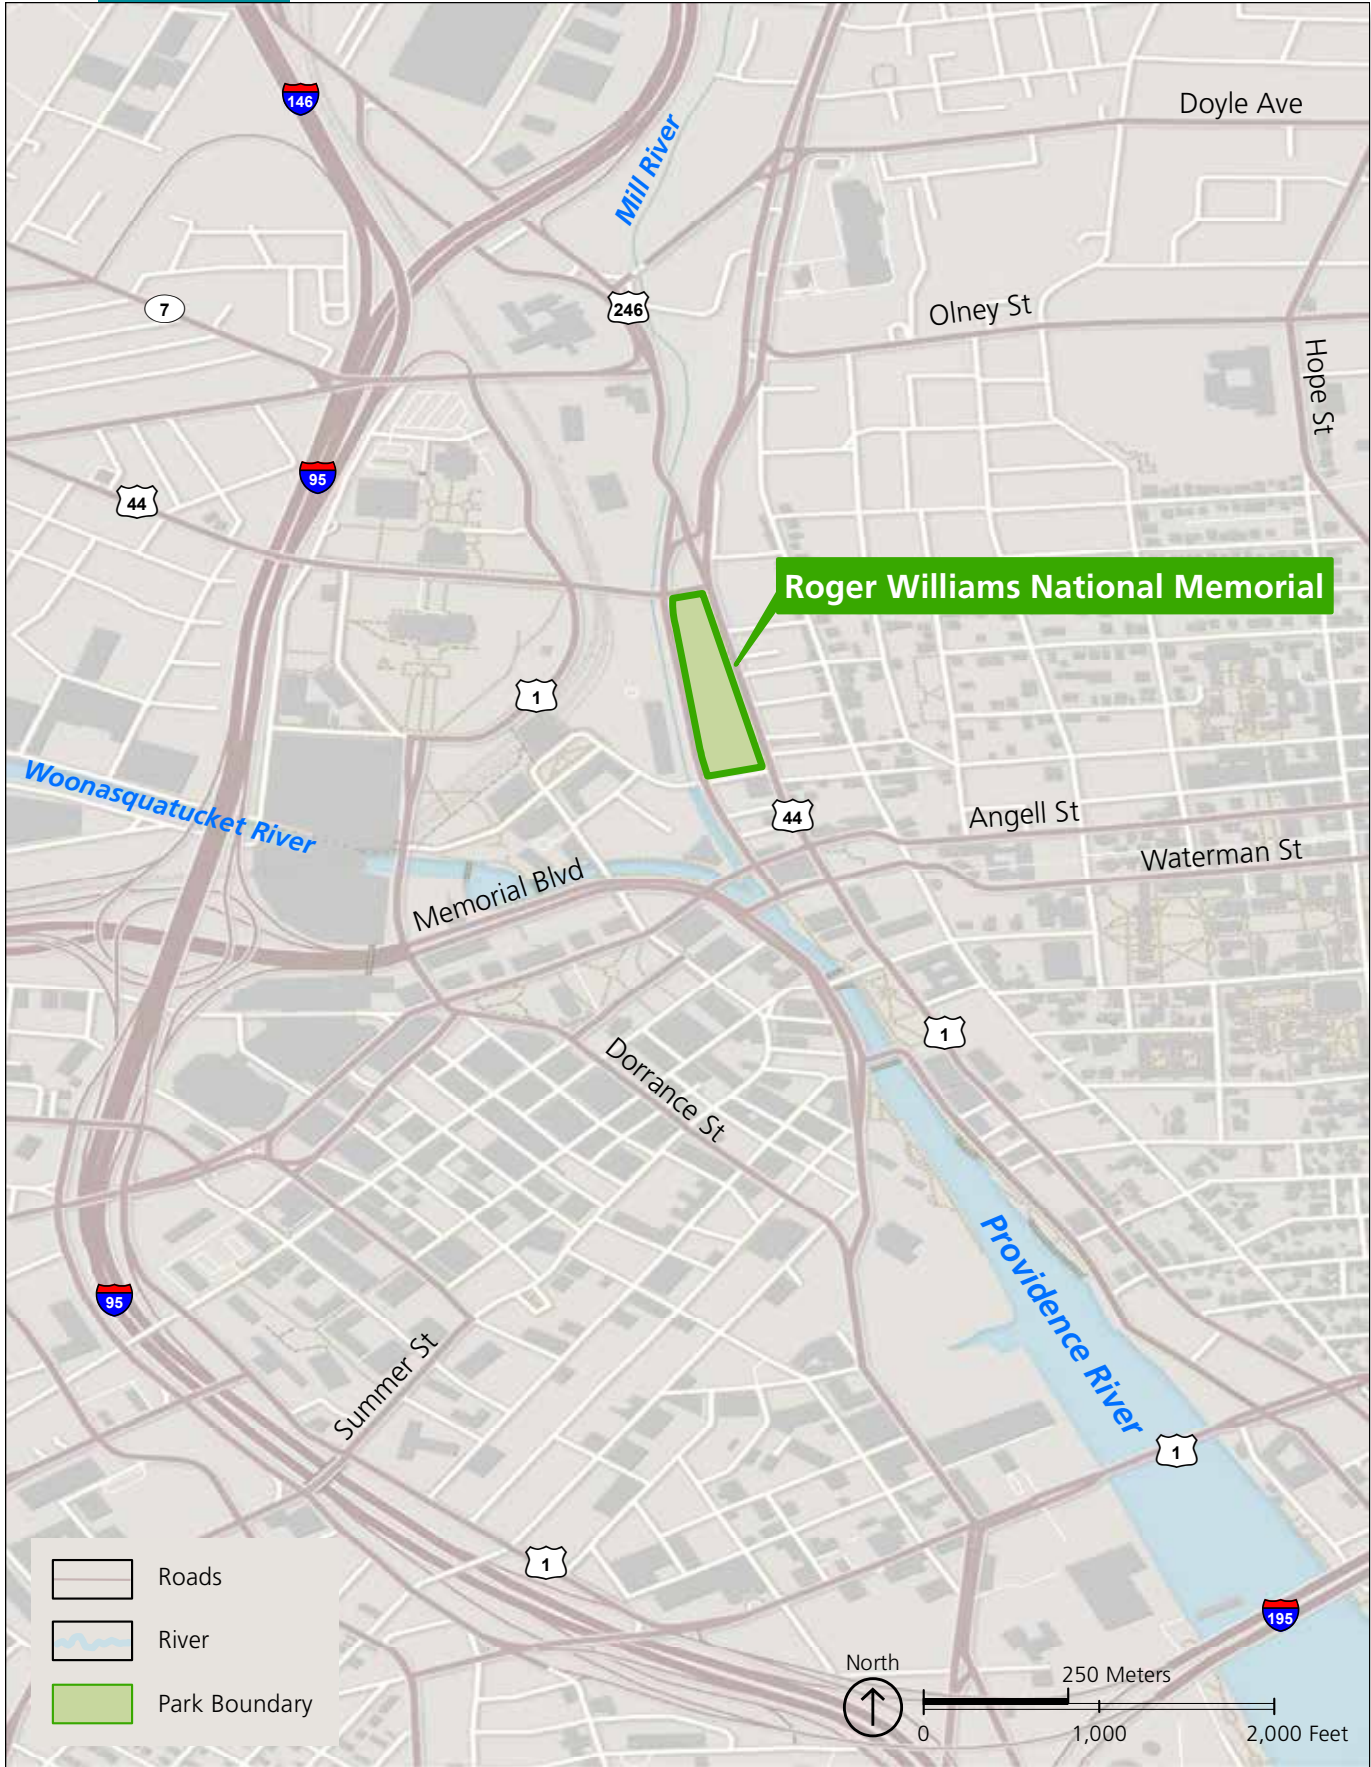 146
Doyle Ave
Mill River
7
246
Olney St
Hope St
95
44
Roger Williams National Memorial
1
Woonasquatucket River
44
Angell St
Waterman St
Memorial Blvd
1
Dorrance St
Providence River
95
Summer St
1
1
195
Roads
River
Park Boundary
North
250 Meters
0
1,000
2,000 Feet